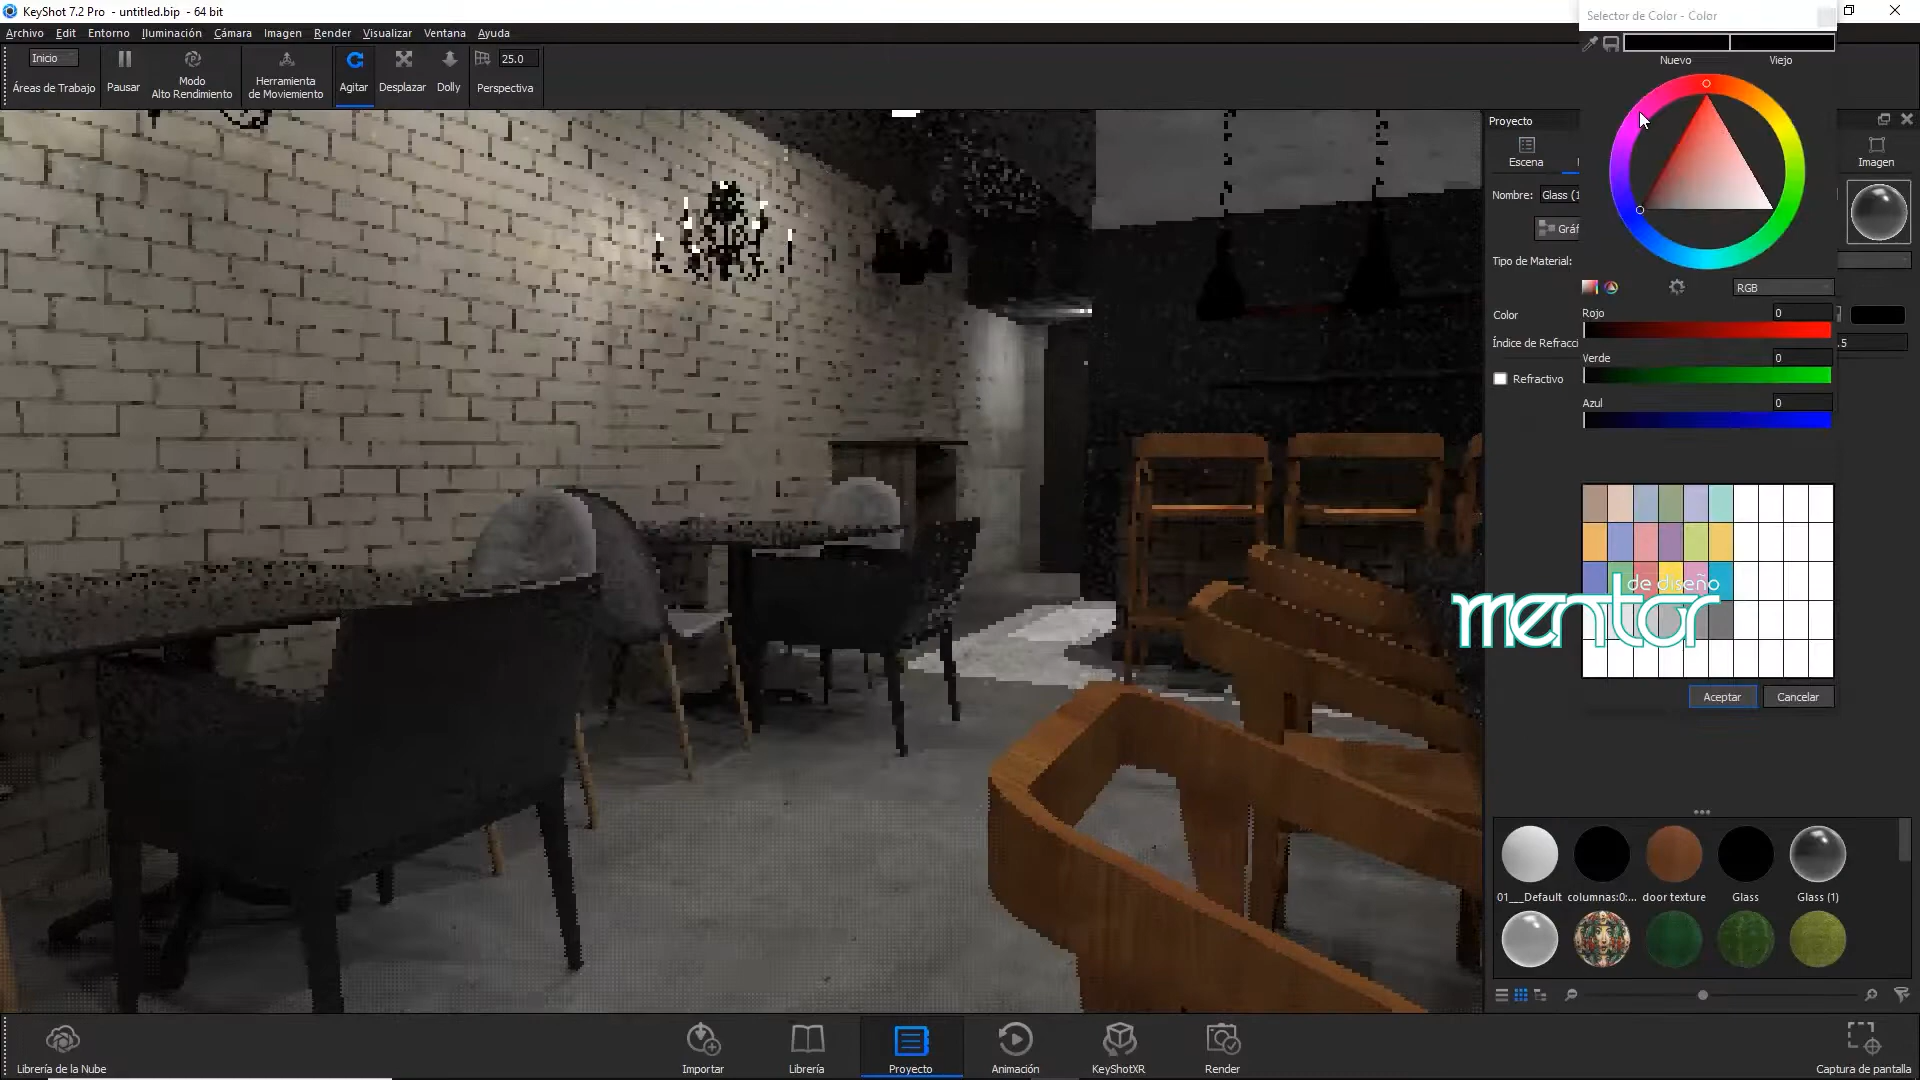 KeyShot 7.2 Pro - untitled.bip - 64 bit
Archivo Edit Entorno Iluminación Cámara Imagen Render Visualizar Ventana Ayuda
Inicio
Áreas de Trabajo
Pausar
Modo
Alto Rendimiento
Herramienta
de Moviemiento
Agitar
Desplazar
Dolly
25.0
Perspectiva
Selector de Color - Color
Nuevo
Viejo
Proyecto
Escena
Imagen
Nombre:
Glass (1
Gráf
Tipo de Material:
RGB
Color
Rojo
0
Índice de Refracci
.5
Verde
0
Refractivo
Azul
0
de diseño
mentor
Aceptar
Cancelar
01___Default
columnas:0:...
door texture
Glass
Glass (1)
Librería de la Nube
Importar
Librería
Proyecto
Animación
KeyShotXR
Render
Captura de pantalla